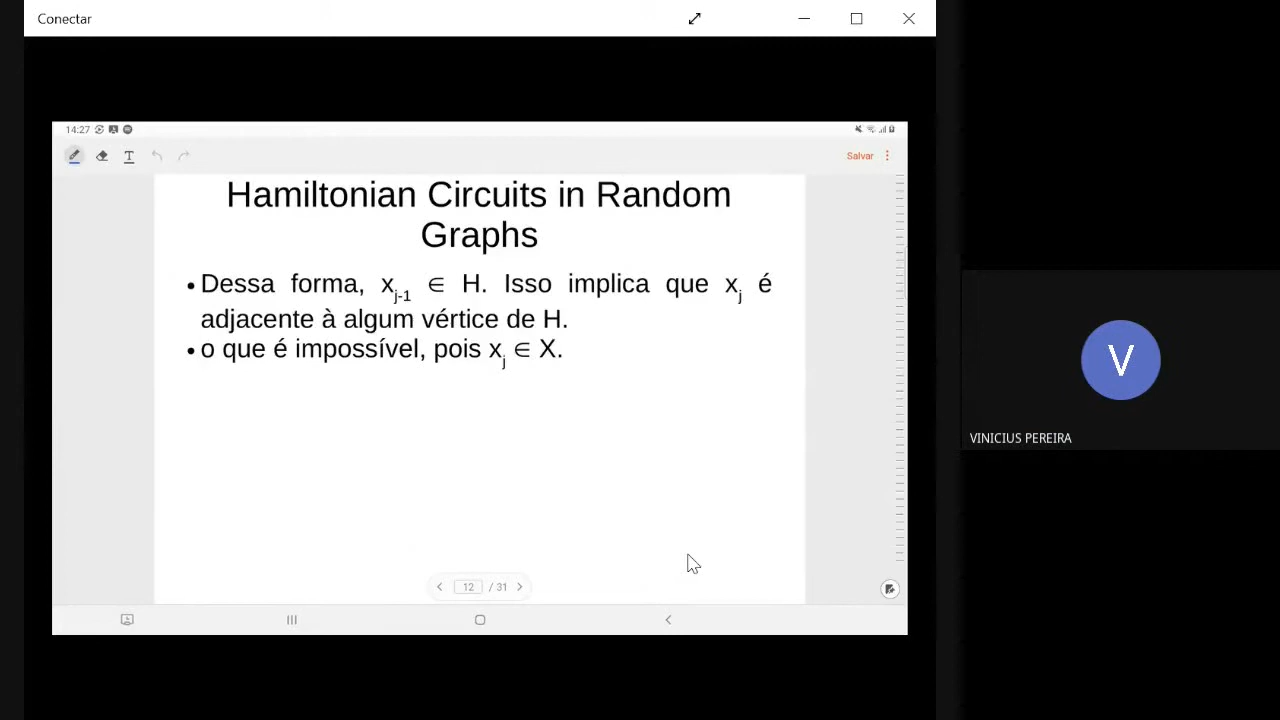 Conectar
14:27
Salvar
Hamiltonian Circuits in Random
Graphs
• Dessa forma, xj-1 ∈ H. Isso implica que xj é
adjacente à algum vértice de H.
• o que é impossível, pois xj ∈ X.
12 / 31
V
VINICIUS PEREIRA